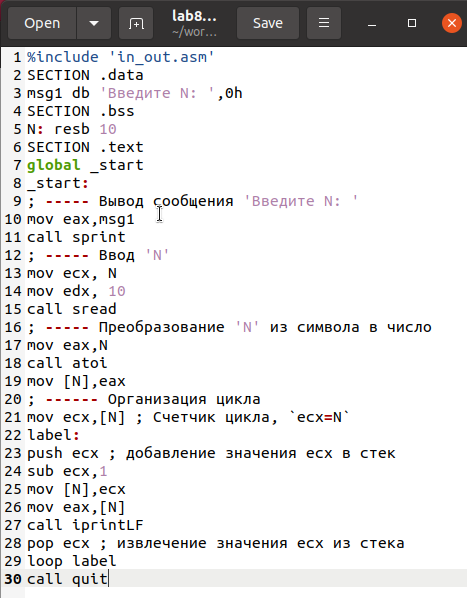 Open
lab8...
~/wor...
Save
1 %include 'in_out.asm'
2 SECTION .data
3 msg1 db 'Введите N: ',0h
4 SECTION .bss
5 N: resb 10
6 SECTION .text
7 global _start
8 _start:
9 ; ----- Вывод сообщения 'Введите N: '
10 mov eax,msg1
11 call sprint
12 ; ----- Ввод 'N'
13 mov ecx, N
14 mov edx, 10
15 call sread
16 ; ----- Преобразование 'N' из символа в число
17 mov eax,N
18 call atoi
19 mov [N],eax
20 ; ------ Организация цикла
21 mov ecx,[N] ; Счетчик цикла, `ecx=N`
22 label:
23 push ecx ; добавление значения ecx в стек
24 sub ecx,1
25 mov [N],ecx
26 mov eax,[N]
27 call iprintLF
28 pop ecx ; извлечение значения ecx из стека
29 loop label
30 call quit